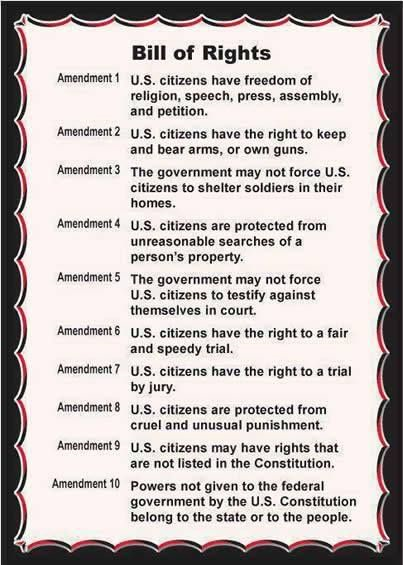 Bill of Rights
Amendment 1 U.S. citizens have freedom of
religion, speech, press, assembly,
and petition.
Amendment 2 U.S. citizens have the right to keep
and bear arms, or own guns.
Amendment 3 The government may not force U.S.
citizens to shelter soldiers in their
homes.
Amendment 4 U.S. citizens are protected from
unreasonable searches of a
person's property.
Amendment 5 The government may not force
U.S. citizens to testify against
themselves in court.
Amendment 6 U.S. citizens have the right to a fair
and speedy trial.
Amendment 7 U.S. citizens have the right to a trial
by jury.
Amendment 8 U.S. citizens are protected from
cruel and unusual punishment.
Amendment 9 U.S. citizens may have rights that
are not listed in the Constitution.
Amendment 10 Powers not given to the federal
government by the U.S. Constitution
belong to the state or to the people.